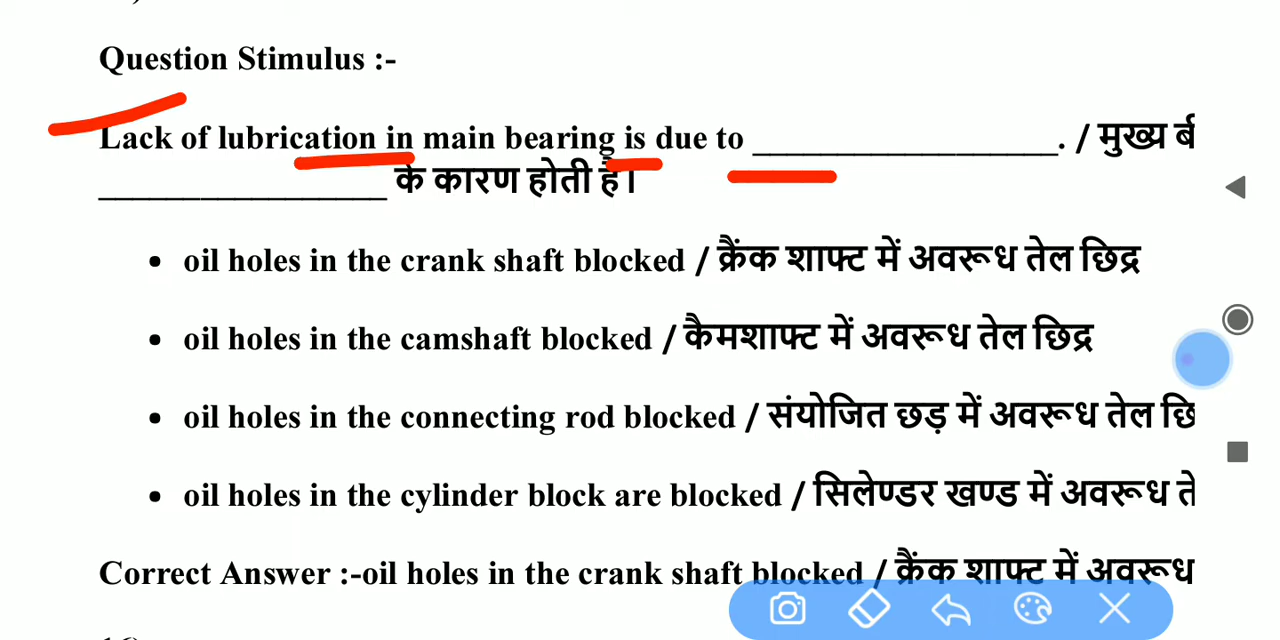 Question Stimulus :-
Lack of lubrication in main bearing is due to __________________. / मुख्य
_________________ के कारण होती है।
• oil holes in the crank shaft blocked / क्रैंक शाफ्ट में अवरूध तेल छिद्र
• oil holes in the camshaft blocked / कैमशाफ्ट में अवरूध तेल छिद्र
• oil holes in the connecting rod blocked / संयोजित छड़ में अवरूध तेल
• oil holes in the cylinder block are blocked / सिलेण्डर खण्ड में अवरूध
Correct Answer :-oil holes in the crank shaft blocked / क्रैंक शाफ्ट में अवरूध